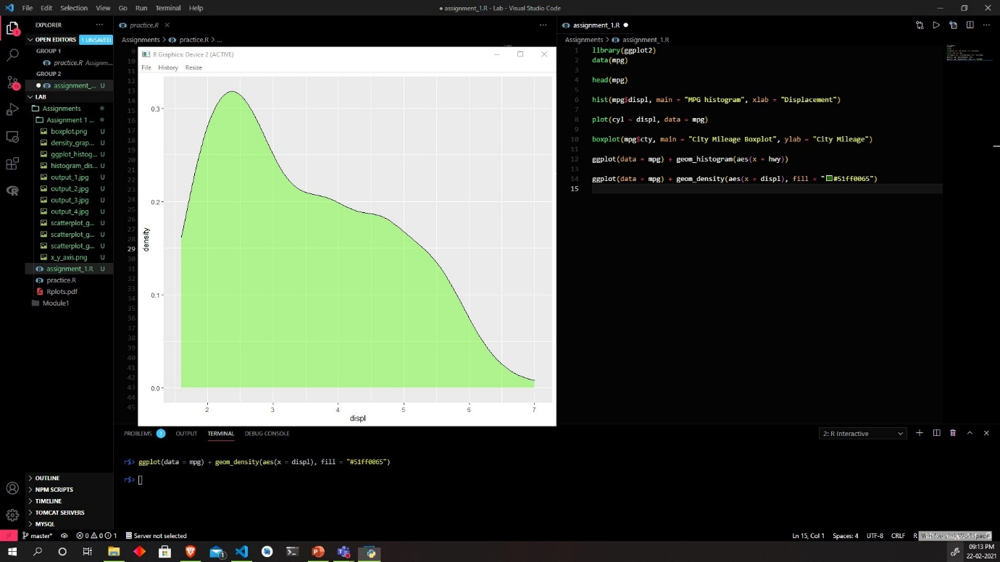 File Edit Selection View Go Run Terminal Help
● assignment_1.R - Lab - Visual Studio Code
EXPLORER
OPEN EDITORS 1 UNSAVED
GROUP 1
practice.R Assignm...
GROUP 2
assignment_... U
LAB
Assignments
Assignment 1 ...
boxplot.png U
density_grap... U
ggplot_histog... U
histogram_dis... U
output_1.jpg U
output_2.jpg U
output_3.jpg U
output_4.jpg U
scatterplot_g... U
scatterplot_g... U
scatterplot_g... U
x_y_axis.png U
assignment_1.R U
practice.R
Rplots.pdf
Module1
OUTLINE
NPM SCRIPTS
TIMELINE
TOMCAT SERVERS
MYSQL
practice.R
Assignments > practice.R > ...
9
10
11
12
13
14
15
16
17
18
19
20
21
22
23
24
25
26
27
28
29
30
31
32
33
34
35
36
37
38
39
40
41
42
43
44
45
R Graphics: Device 2 (ACTIVE)
File History Resize
density
0.3
0.2
0.1
0.0
2 3 4 5 6 7
displ
assignment_1.R
Assignments > assignment_1.R
1 library(ggplot2)
2 data(mpg)
3
4 head(mpg)
5
6 hist(mpg$displ, main = "MPG histogram", xlab = "Displacement")
7
8 plot(cyl ~ displ, data = mpg)
9
10 boxplot(mpg$cty, main = "City Mileage Boxplot", ylab = "City Mileage")
11
12 ggplot(data = mpg) + geom_histogram(aes(x = hwy))
13
14 ggplot(data = mpg) + geom_density(aes(x = displ), fill = "#51ff0065")
15
PROBLEMS 1 OUTPUT TERMINAL DEBUG CONSOLE
2: R Interactive
r$> ggplot(data = mpg) + geom_density(aes(x = displ), fill = "#51ff0065")
r$>
master* 0 0 1 Server not selected
Ln 15, Col 1 Spaces: 4 UTF-8 CRLF R
09:13 PM
22-02-2021